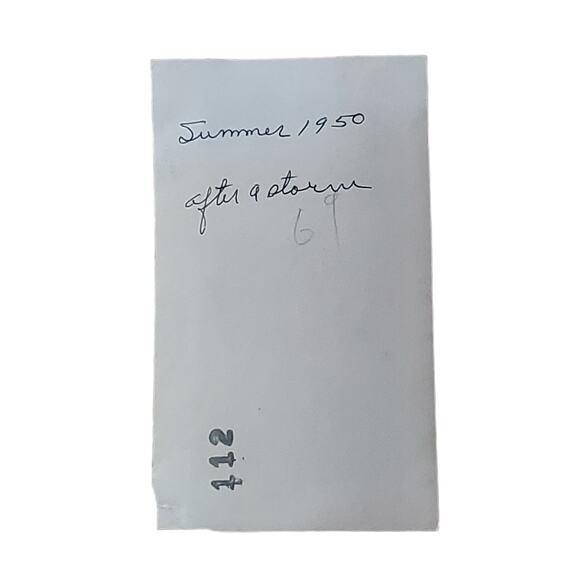 Summer 1950
after a storm
69
112